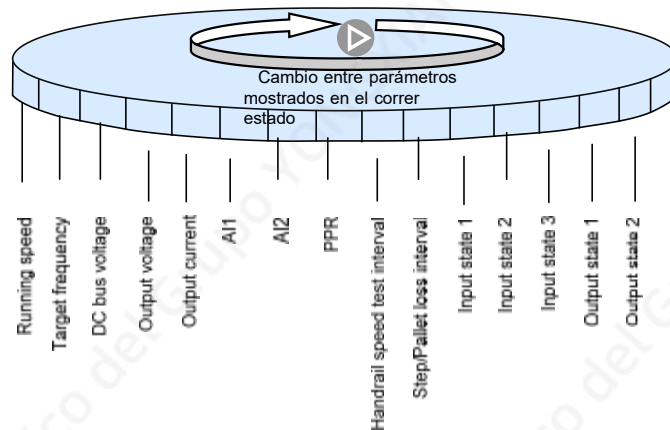 Cambio entre parámetros
mostrados en el correr
estado
Running speed
Target frequency
DC bus voltage
Output voltage
Output current
AI1
AI2
PPR
Handrail speed test interval
Step/Pallet loss interval
Input state 1
Input state 2
Input state 3
Output state 1
Output state 2